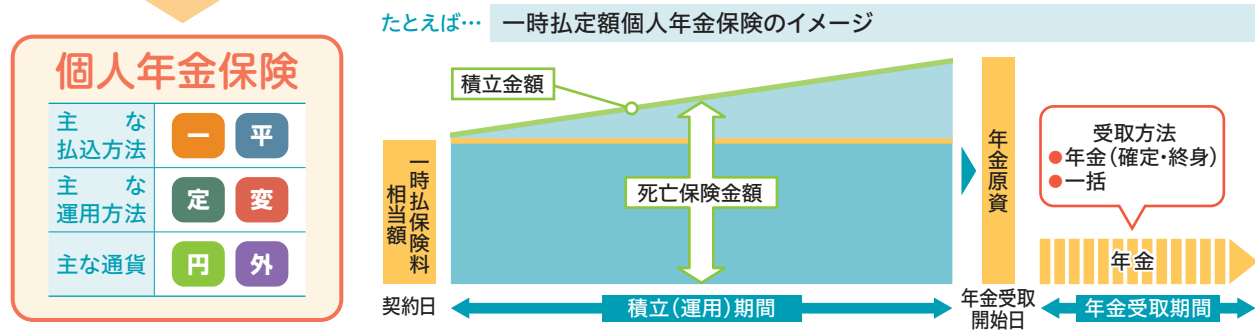 個人年金保険
主な
払込方法
一 平
主な
運用方法
定 変
主な通貨
円 外
たとえば… 一時払定額個人年金保険のイメージ
積立金額
一時払保険料
相当額
死亡保険金額
年金原資
受取方法
●年金(確定・終身)
●一括
年金
契約日
積立(運用)期間
年金受取
開始日
年金受取期間